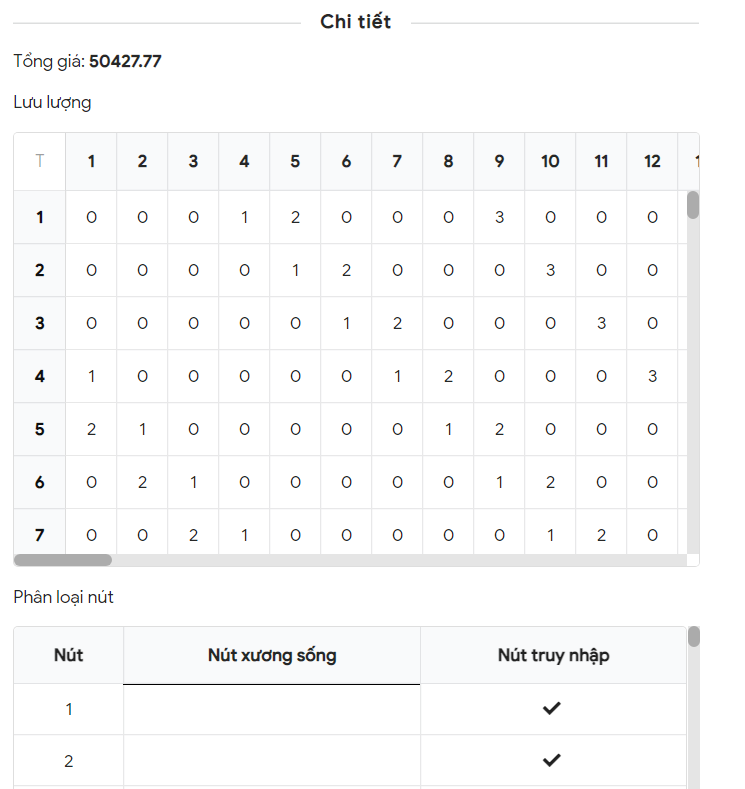 Chi tiết
Tổng giá: 50427.77
Lưu lượng
T 1 2 3 4 5 6 7 8 9 10 11 12
1 0 0 0 1 2 0 0 0 3 0 0 0
2 0 0 0 0 1 2 0 0 0 3 0 0
3 0 0 0 0 0 1 2 0 0 0 3 0
4 1 0 0 0 0 0 1 2 0 0 0 3
5 2 1 0 0 0 0 0 1 2 0 0 0
6 0 2 1 0 0 0 0 0 1 2 0 0
7 0 0 2 1 0 0 0 0 0 1 2 0
Phân loại nút
Nút Nút xương sống Nút truy nhập
1 ✓
2 ✓